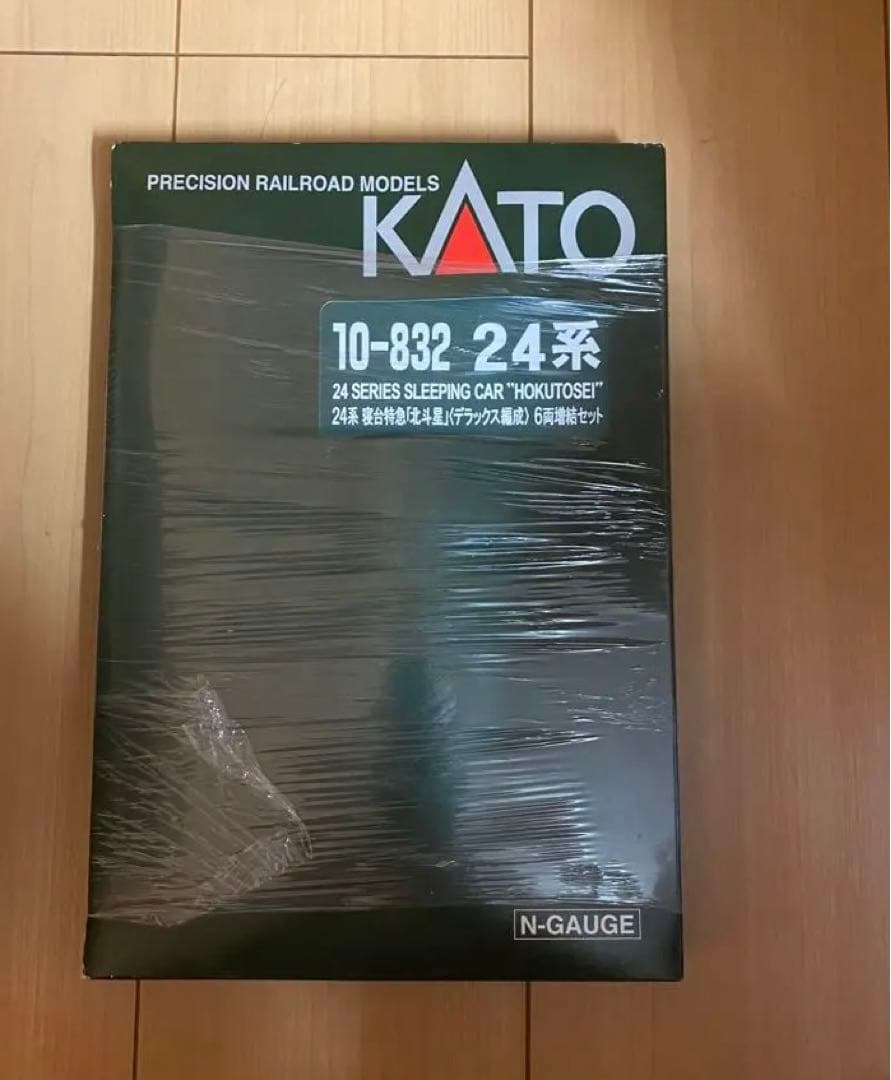 PRECISION RAILROAD MODELS
KATO
10-832 24系
24 SERIES SLEEPING CAR "HOKUTOSEI"
24系 寝台特急「北斗星」〈デラックス編成〉 6両増結セット
N-GAUGE